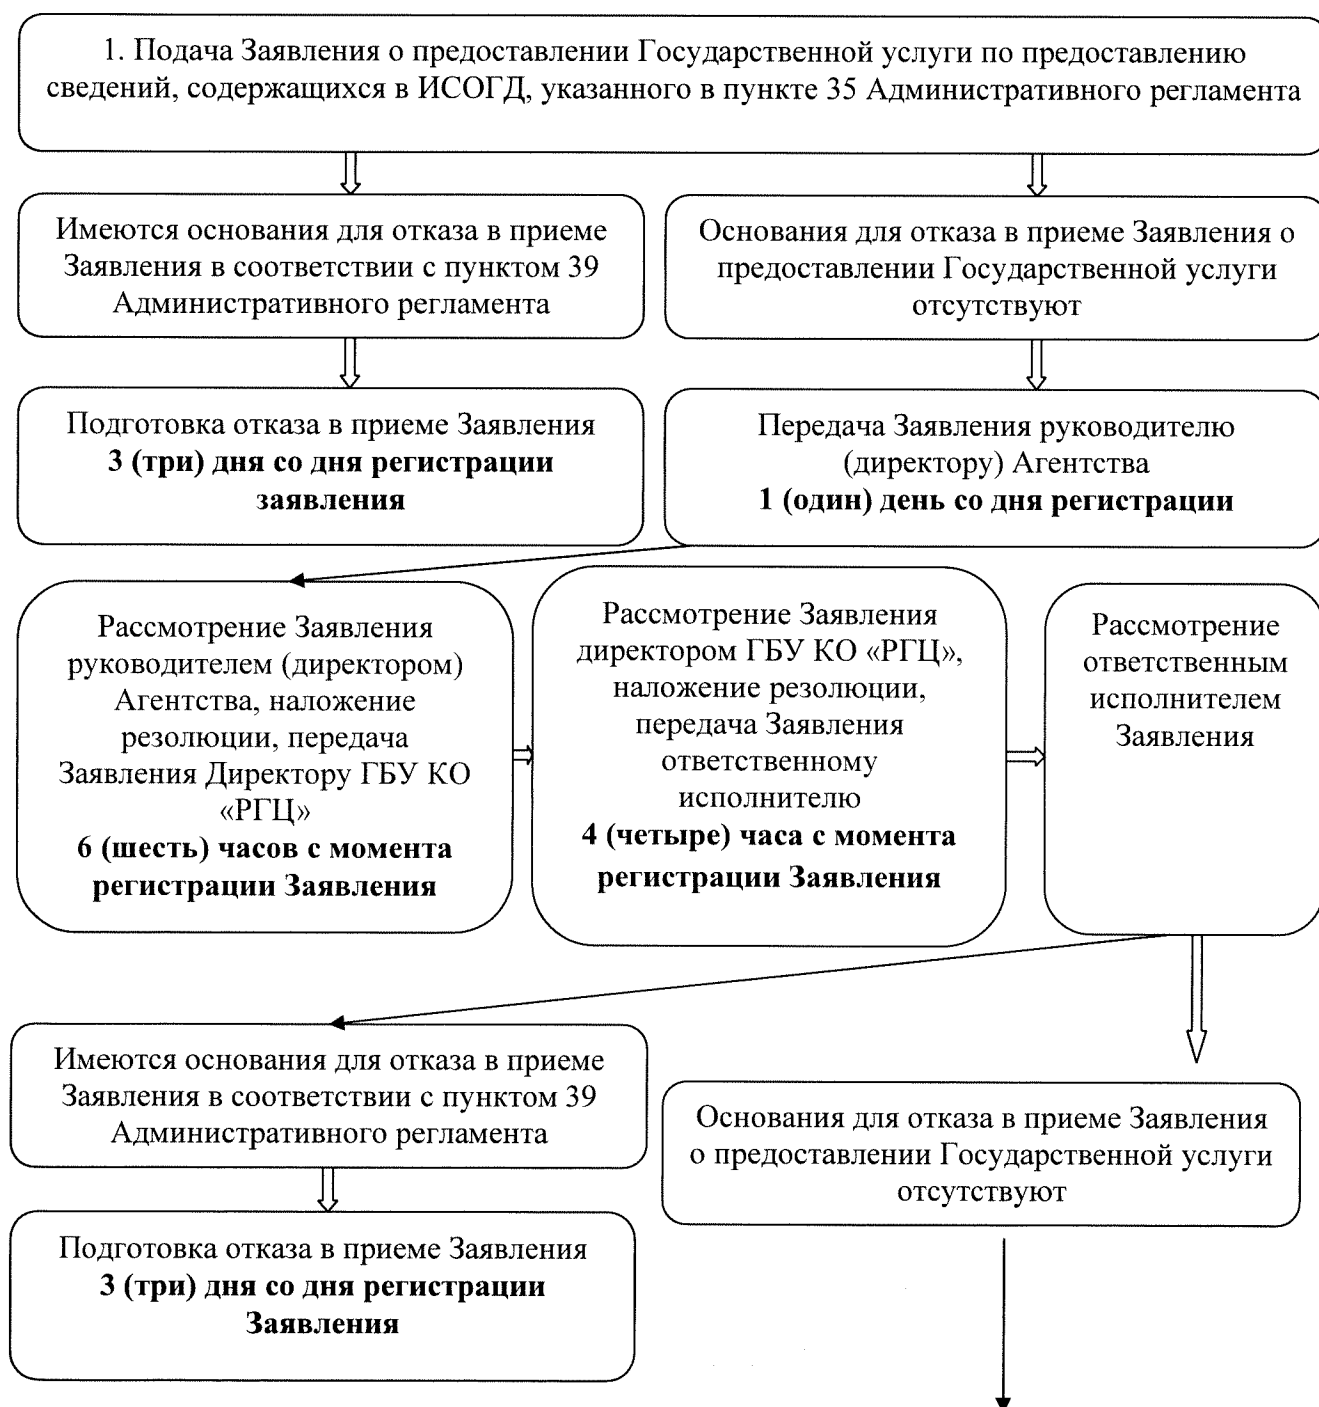 1. Подача Заявления о предоставлении Государственной услуги по предоставлению
сведений, содержащихся в ИСОГД, указанного в пункте 35 Административного регламента
Имеются основания для отказа в приеме
Заявления в соответствии с пунктом 39
Административного регламента
Основания для отказа в приеме Заявления о
предоставлении Государственной услуги
отсутствуют
Подготовка отказа в приеме Заявления
3 (три) дня со дня регистрации
заявления
Передача Заявления руководителю
(директору) Агентства
1 (один) день со дня регистрации
Рассмотрение Заявления
руководителем (директором)
Агентства, наложение
резолюции, передача
Заявления Директору ГБУ КО
«РГЦ»
6 (шесть) часов с момента
регистрации Заявления
Рассмотрение Заявления
директором ГБУ КО «РГЦ»,
наложение резолюции,
передача Заявления
ответственному
исполнителю
4 (четыре) часа с момента
регистрации Заявления
Рассмотрение
ответственным
исполнителем
Заявления
Имеются основания для отказа в приеме
Заявления в соответствии с пунктом 39
Административного регламента
Основания для отказа в приеме Заявления
о предоставлении Государственной услуги
отсутствуют
Подготовка отказа в приеме Заявления
3 (три) дня со дня регистрации
Заявления